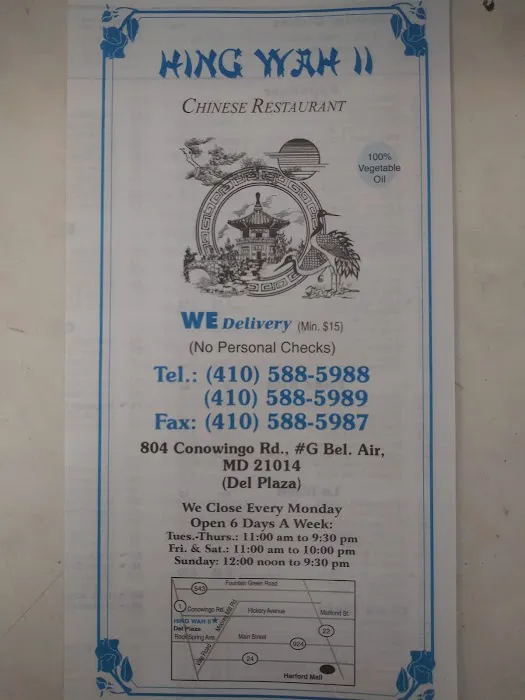 HING WAH II
CHINESE RESTAURANT
100%
Vegetable
Oil
WE Delivery (Min. $15)
(No Personal Checks)
Tel.: (410) 588-5988
(410) 588-5989
Fax: (410) 588-5987
804 Conowingo Rd., #G Bel. Air,
MD 21014
(Del Plaza)
We Close Every Monday
Open 6 Days A Week:
Tues.-Thurs.: 11:00 am to 9:30 pm
Fri. & Sat.: 11:00 am to 10:00 pm
Sunday: 12:00 noon to 9:30 pm
Fountain Green Road
543
1
Conowingo Rd.
Hickory Avenue
HING WAH II
Moores Mill Rd.
Del Plaza
Rock Spring Ave.
Main Street
22
924
24
Harford Mall